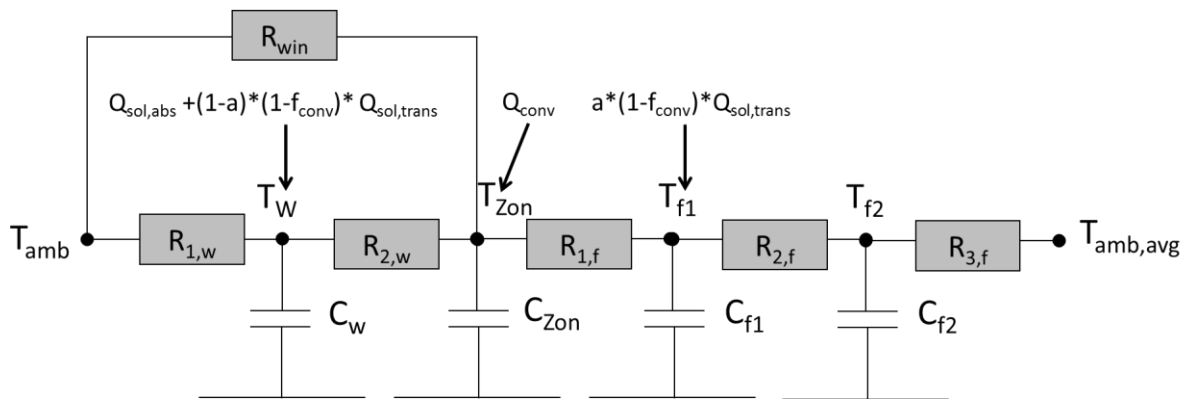 R_win
Q_sol,abs +(1-a)*(1-f_conv)* Q_sol,trans
Q_conv
a*(1-f_conv)*Q_sol,trans
T_W
T_Zon
T_f1
T_f2
T_amb
R_1,w
R_2,w
R_1,f
R_2,f
R_3,f
T_amb,avg
C_w
C_Zon
C_f1
C_f2